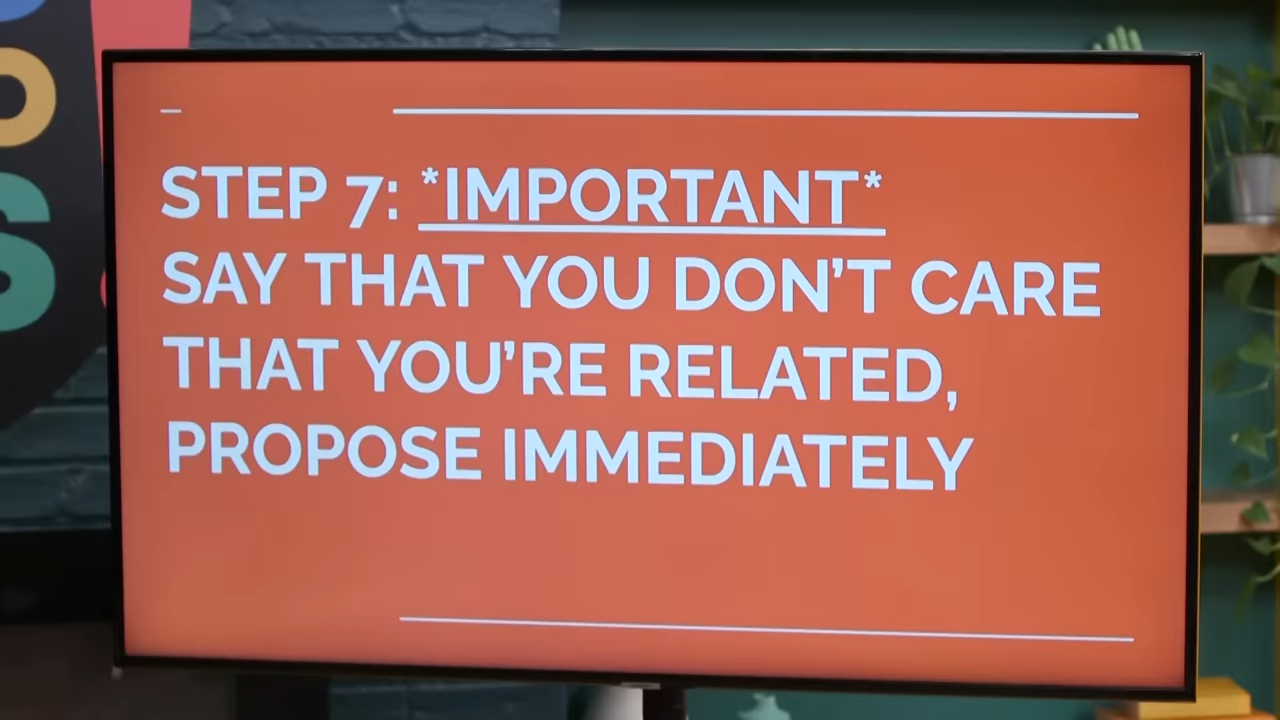 STEP 7: *IMPORTANT*
SAY THAT YOU DON'T CARE
THAT YOU'RE RELATED,
PROPOSE IMMEDIATELY